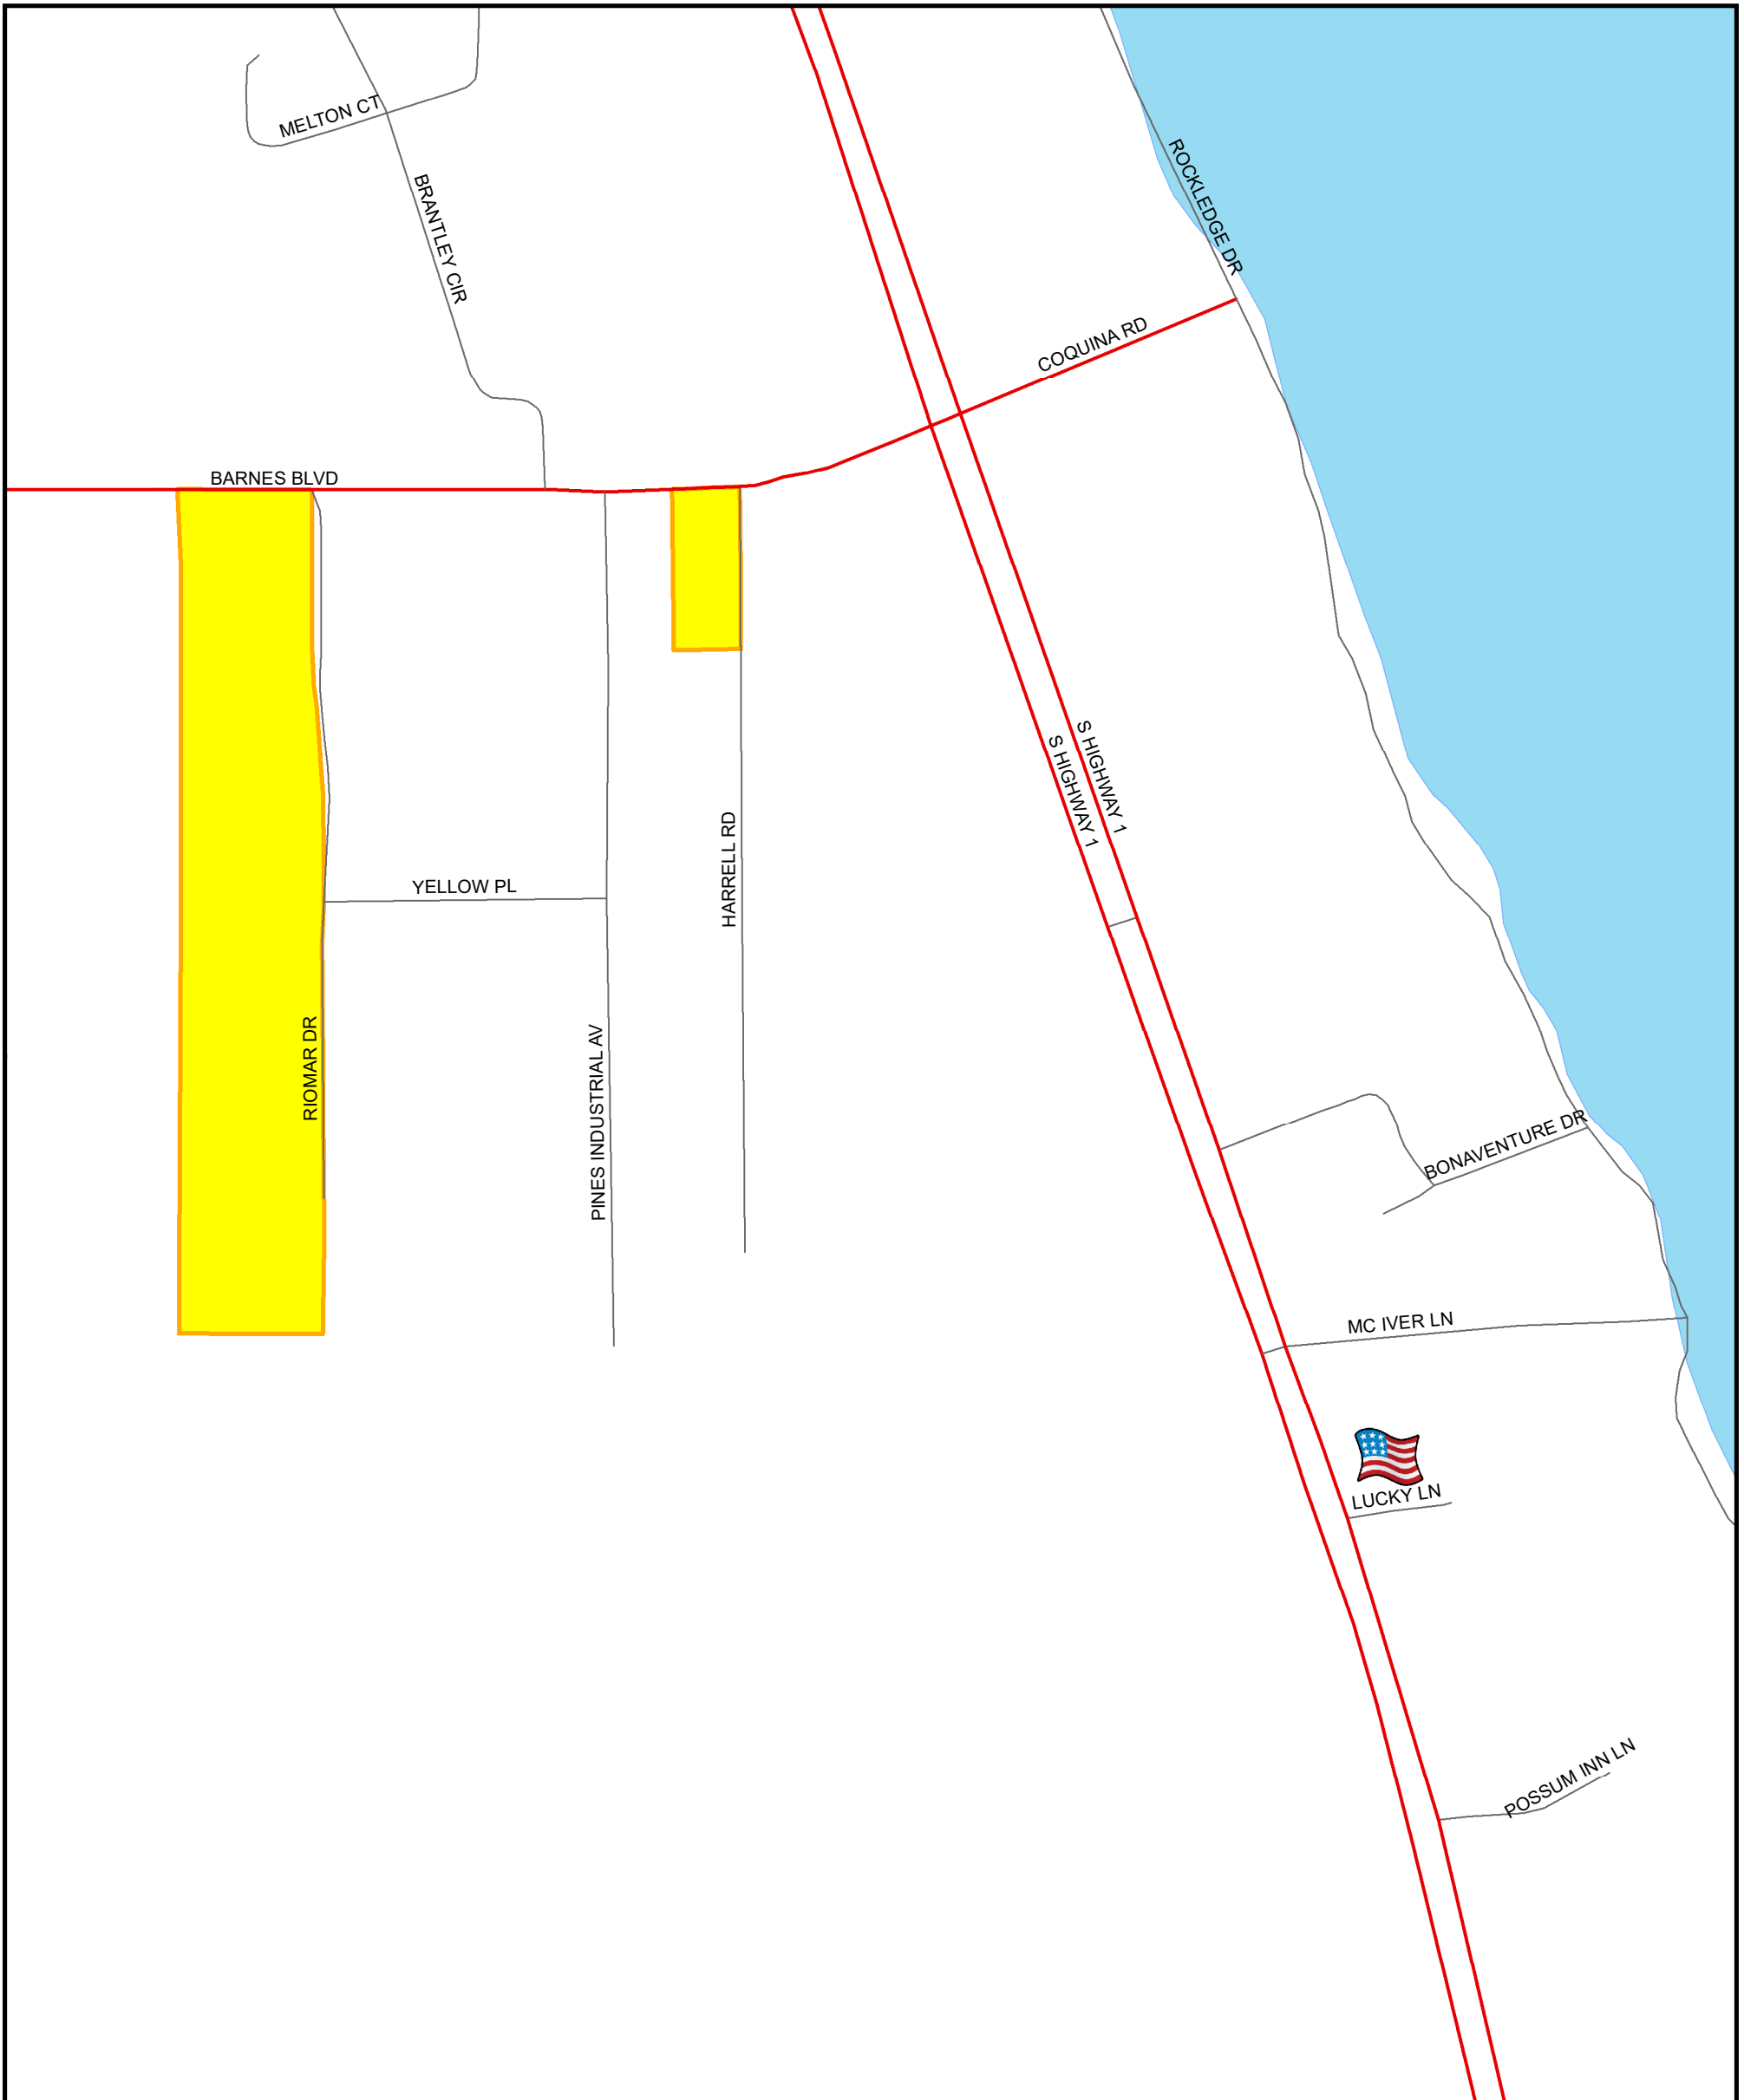 MELTON CT
BRANTLEY CIR
ROCKLEDGE DR
COQUINA RD
BARNES BLVD
S HIGHWAY 1
S HIGHWAY 1
HARRELL RD
YELLOW PL
RIOMAR DR
PINES INDUSTRIAL AV
BONAVENTURE DR
MC IVER LN
LUCKY LN
POSSUM INN LN